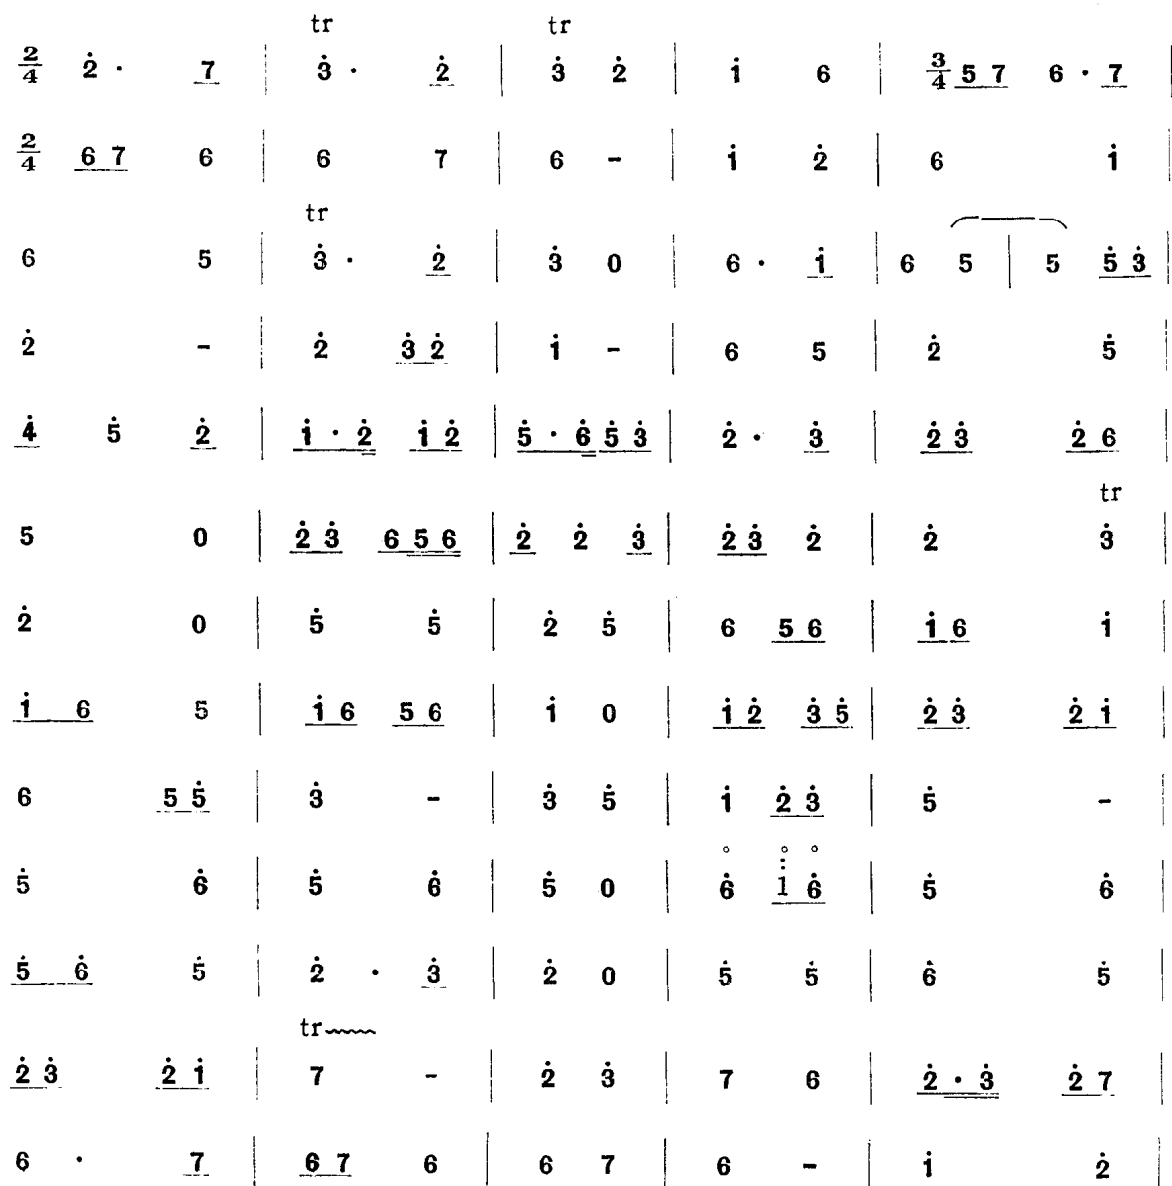 tr tr
2/4 2̇ · 7 | 3̇ · 2̇ | 3̇ 2̇ | 1̇ 6 | 3/4 5 7 6 · 7 |
2/4 6 7 6 | 6 7 | 6 – | 1̇ 2̇ | 6 1̇ |
tr
6 5 | 3̇ · 2̇ | 3̇ 0 | 6 · 1̇ | 6 5 | 5 5̇ 3̇ |
2̇ – | 2̇ 3̇ 2̇ | 1̇ – | 6 5 | 2̇ 5̇ |
4̇ 5̇ 2̇ | 1̇ · 2̇ 1̇ 2̇ | 5̇ · 6̇ 5̇ 3̇ | 2̇ · 3̇ | 2̇ 3̇ 2̇ 6 |
tr
5 0 | 2̇ 3̇ 6 5 6 | 2̇ 2̇ 3̇ | 2̇ 3̇ 2̇ | 2̇ 3̇ |
2̇ 0 | 5̇ 5̇ | 2̇ 5̇ | 6 5 6 | 1̇ 6 1̇ |
1̇ 6 5 | 1̇ 6 5 6 | 1̇ 0 | 1̇ 2̇ 3̇ 5̇ | 2̇ 3̇ 2̇ 1̇ |
6 5 5̇ | 3̇ – | 3̇ 5̇ | 1̇ 2̇ 3̇ | 5̇ – |
5̇ 6̇ | 5̇ 6̇ | 5̇ 0 | 6̇ 1̈ 6̇ | 5̇ 6̇ |
5̇ 6̇ 5̇ | 2̇ · 3̇ | 2̇ 0 | 5̇ 5̇ | 6̇ 5̇ |
tr
2̇ 3̇ 2̇ 1̇ | 7 – | 2̇ 3̇ | 7 6 | 2̇ · 3̇ 2̇ 7 |
6 · 7 | 6 7 6 | 6 7 | 6 – | 1̇ 2̇ |